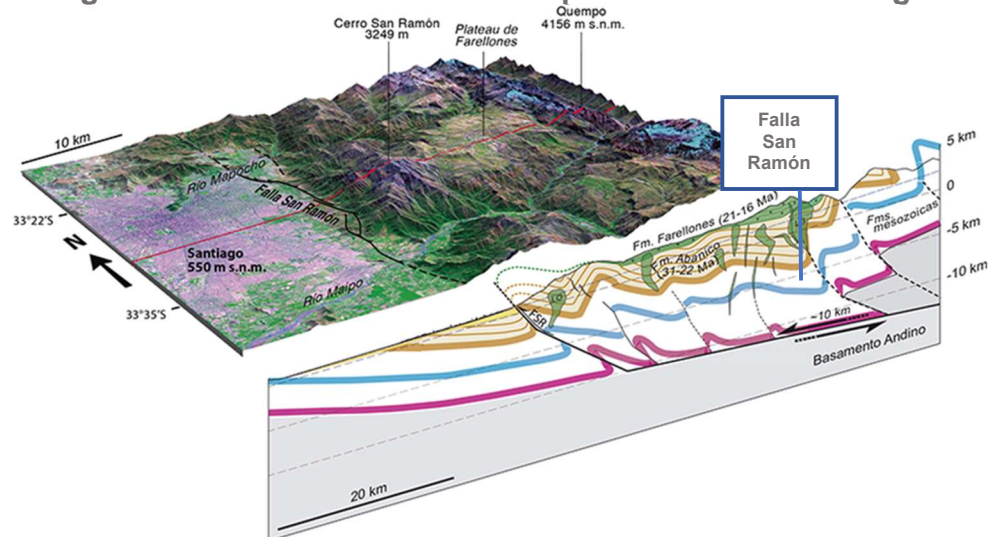 Cerro San Ramón
3249 m
Plateau de
Farellones
Quempo
4156 m s.n.m.
10 km
Falla
San
Ramón
5 km
0
-5 km
-10 km
Río Mapocho
Falla San Ramón
33°22'S
N
Santiago
550 m s.n.m.
Río Maipo
33°35'S
Fm. Farellones (21-16 Ma)
Fm. Abanico
(31-22 Ma)
Fms.
mesozoicas
FSR
~10 km
Basamento Andino
20 km